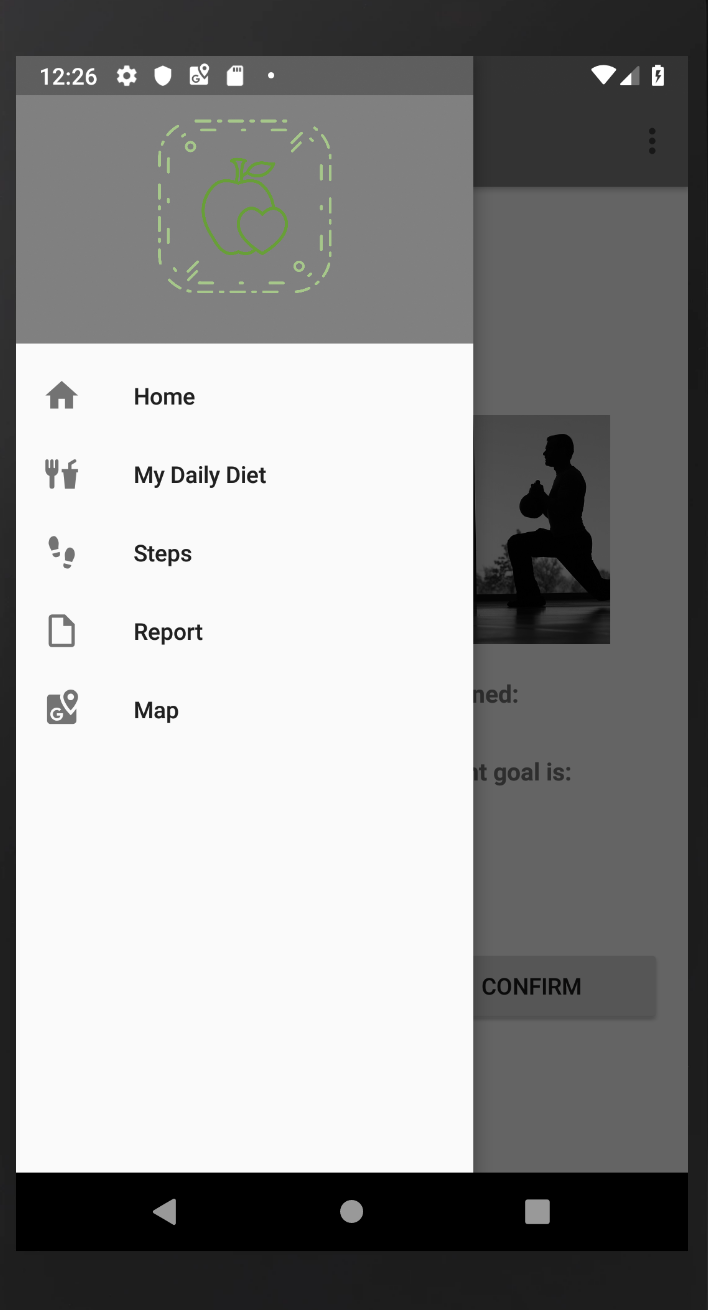 12:26
Home
My Daily Diet
Steps
Report
Map
ned:
nt goal is:
CONFIRM